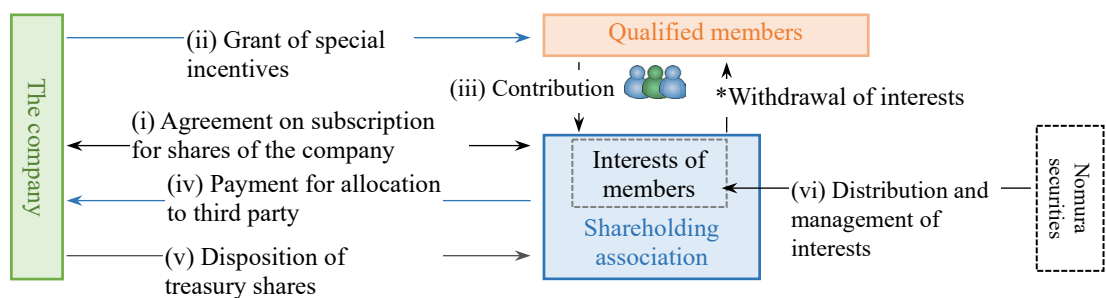 The company
(ii) Grant of special
incentives
Qualified members
(iii) Contribution
*Withdrawal of interests
(i) Agreement on subscription
for shares of the company
Interests of
members
(iv) Payment for allocation
to third party
(vi) Distribution and
management of
interests
Nomura
securities
Shareholding
association
(v) Disposition of
treasury shares